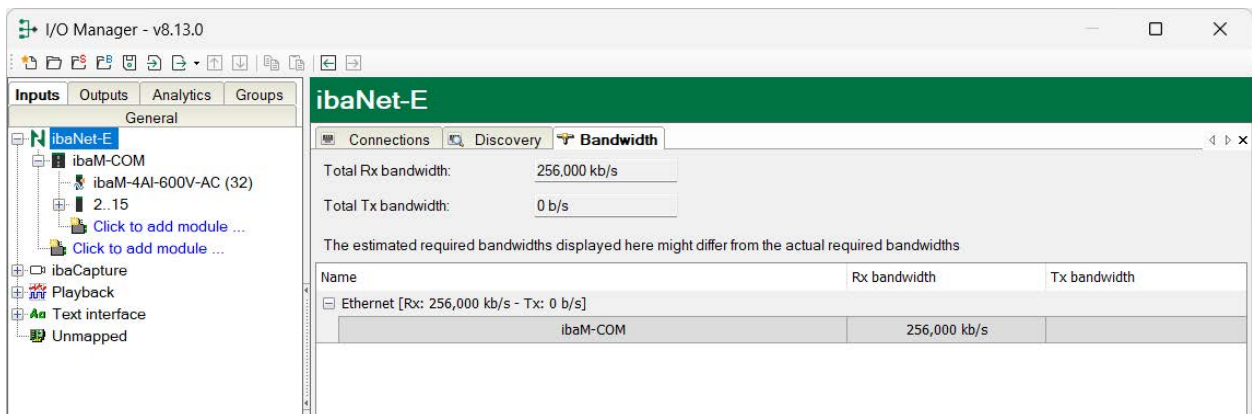 I/O Manager - v8.13.0
Inputs Outputs Analytics Groups
General
ibaNet-E
ibaM-COM
ibaM-4AI-600V-AC (32)
2..15
Click to add module ...
Click to add module ...
ibaCapture
Playback
Text interface
Unmapped
ibaNet-E
Connections Discovery Bandwidth
Total Rx bandwidth: 256,000 kb/s
Total Tx bandwidth: 0 b/s
The estimated required bandwidths displayed here might differ from the actual required bandwidths
Name Rx bandwidth Tx bandwidth
Ethernet [Rx: 256,000 kb/s - Tx: 0 b/s]
ibaM-COM 256,000 kb/s